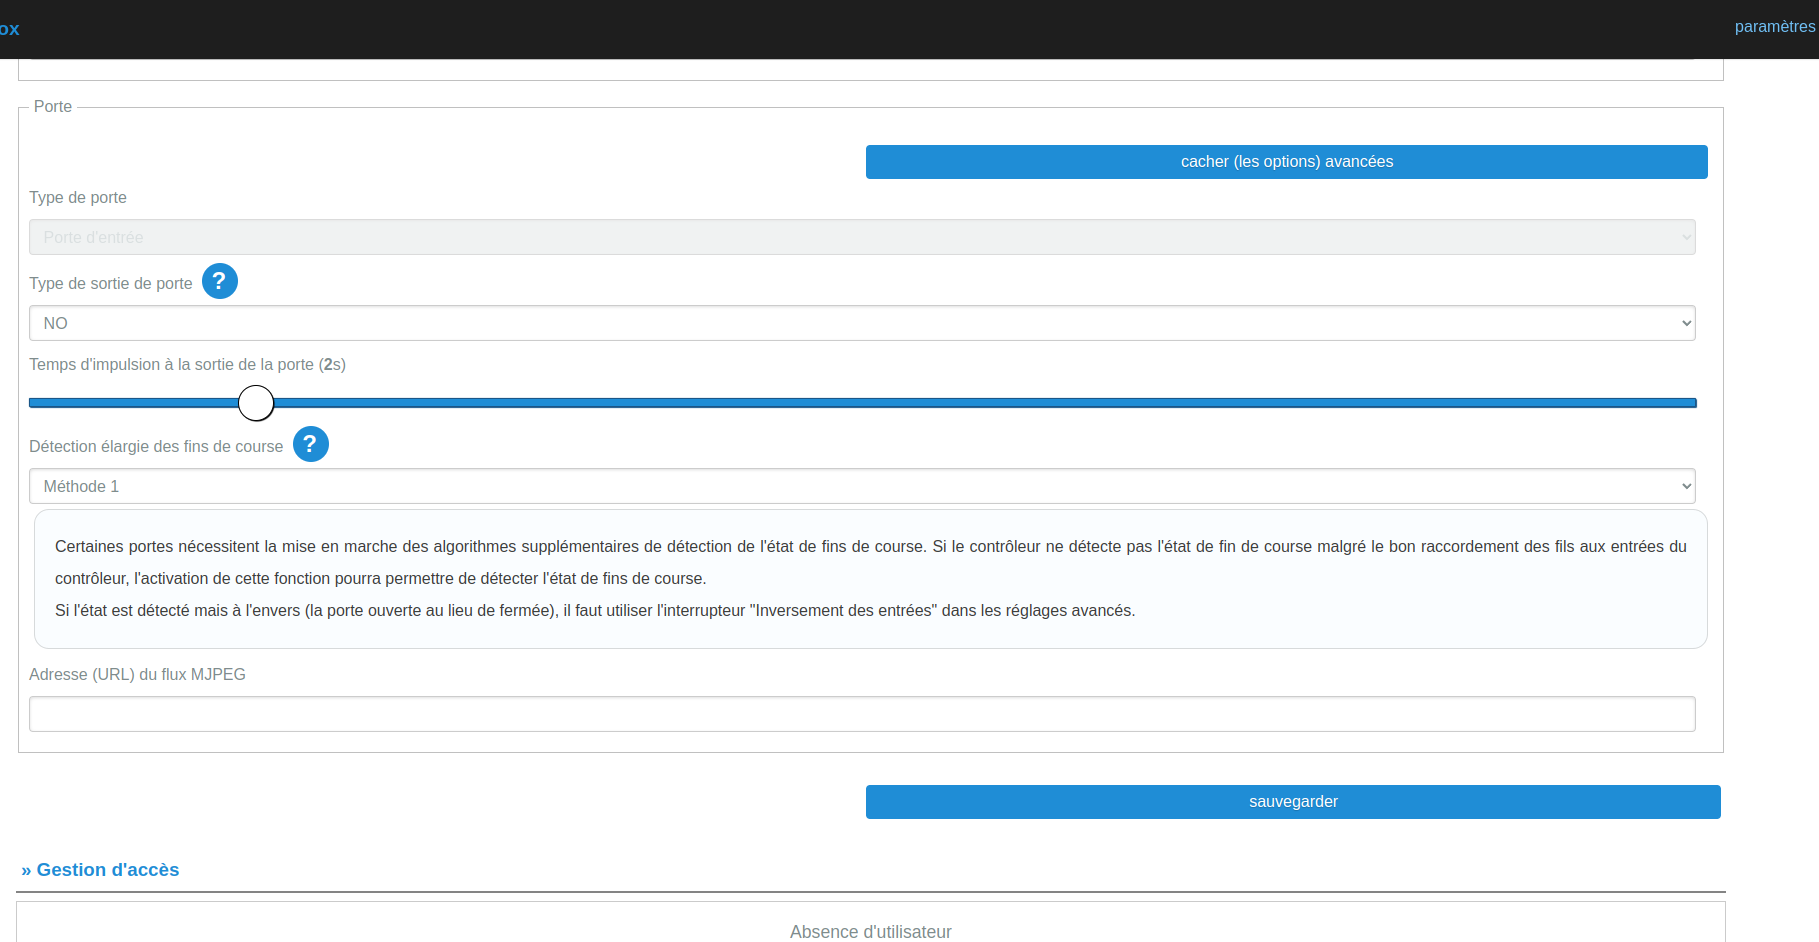 ox
paramètres
Porte
cacher (les options) avancées
Type de porte
Porte d'entrée
Type de sortie de porte ?
NO
Temps d'impulsion à la sortie de la porte (2s)
Détection élargie des fins de course ?
Méthode 1
Certaines portes nécessitent la mise en marche des algorithmes supplémentaires de détection de l'état de fins de course. Si le contrôleur ne détecte pas l'état de fin de course malgré le bon raccordement des fils aux entrées du
contrôleur, l'activation de cette fonction pourra permettre de détecter l'état de fins de course.
Si l'état est détecté mais à l'envers (la porte ouverte au lieu de fermée), il faut utiliser l'interrupteur "Inversement des entrées" dans les réglages avancés.
Adresse (URL) du flux MJPEG
sauvegarder
» Gestion d'accès
Absence d'utilisateur